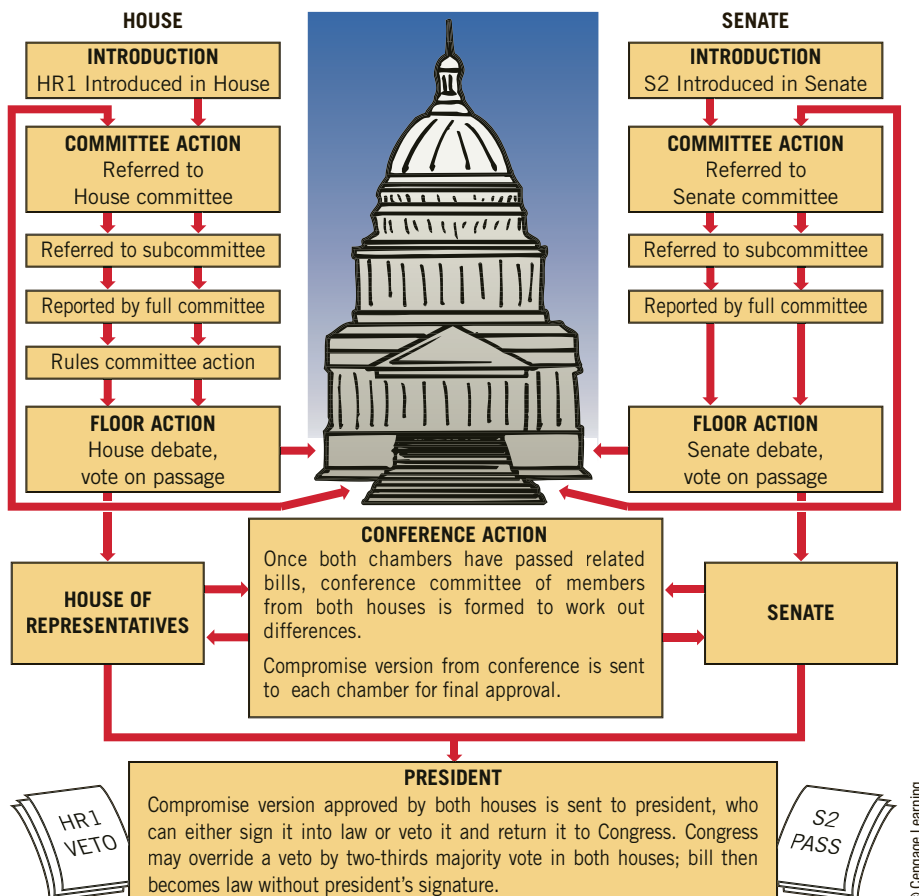 HOUSE
INTRODUCTION
HR1 Introduced in House
COMMITTEE ACTION
Referred to
House committee
Referred to subcommittee
Reported by full committee
Rules committee action
FLOOR ACTION
House debate,
vote on passage
SENATE
INTRODUCTION
S2 Introduced in Senate
COMMITTEE ACTION
Referred to
Senate committee
Referred to subcommittee
Reported by full committee
FLOOR ACTION
Senate debate,
vote on passage
HOUSE OF
REPRESENTATIVES
CONFERENCE ACTION
Once both chambers have passed related
bills, conference committee of members
from both houses is formed to work out
differences.
Compromise version from conference is sent
to each chamber for final approval.
SENATE
HR1
VETO
PRESIDENT
Compromise version approved by both houses is sent to president, who
can either sign it into law or veto it and return it to Congress. Congress
may override a veto by two-thirds majority vote in both houses; bill then
becomes law without president's signature.
S2
PASS
© Cengage Learning